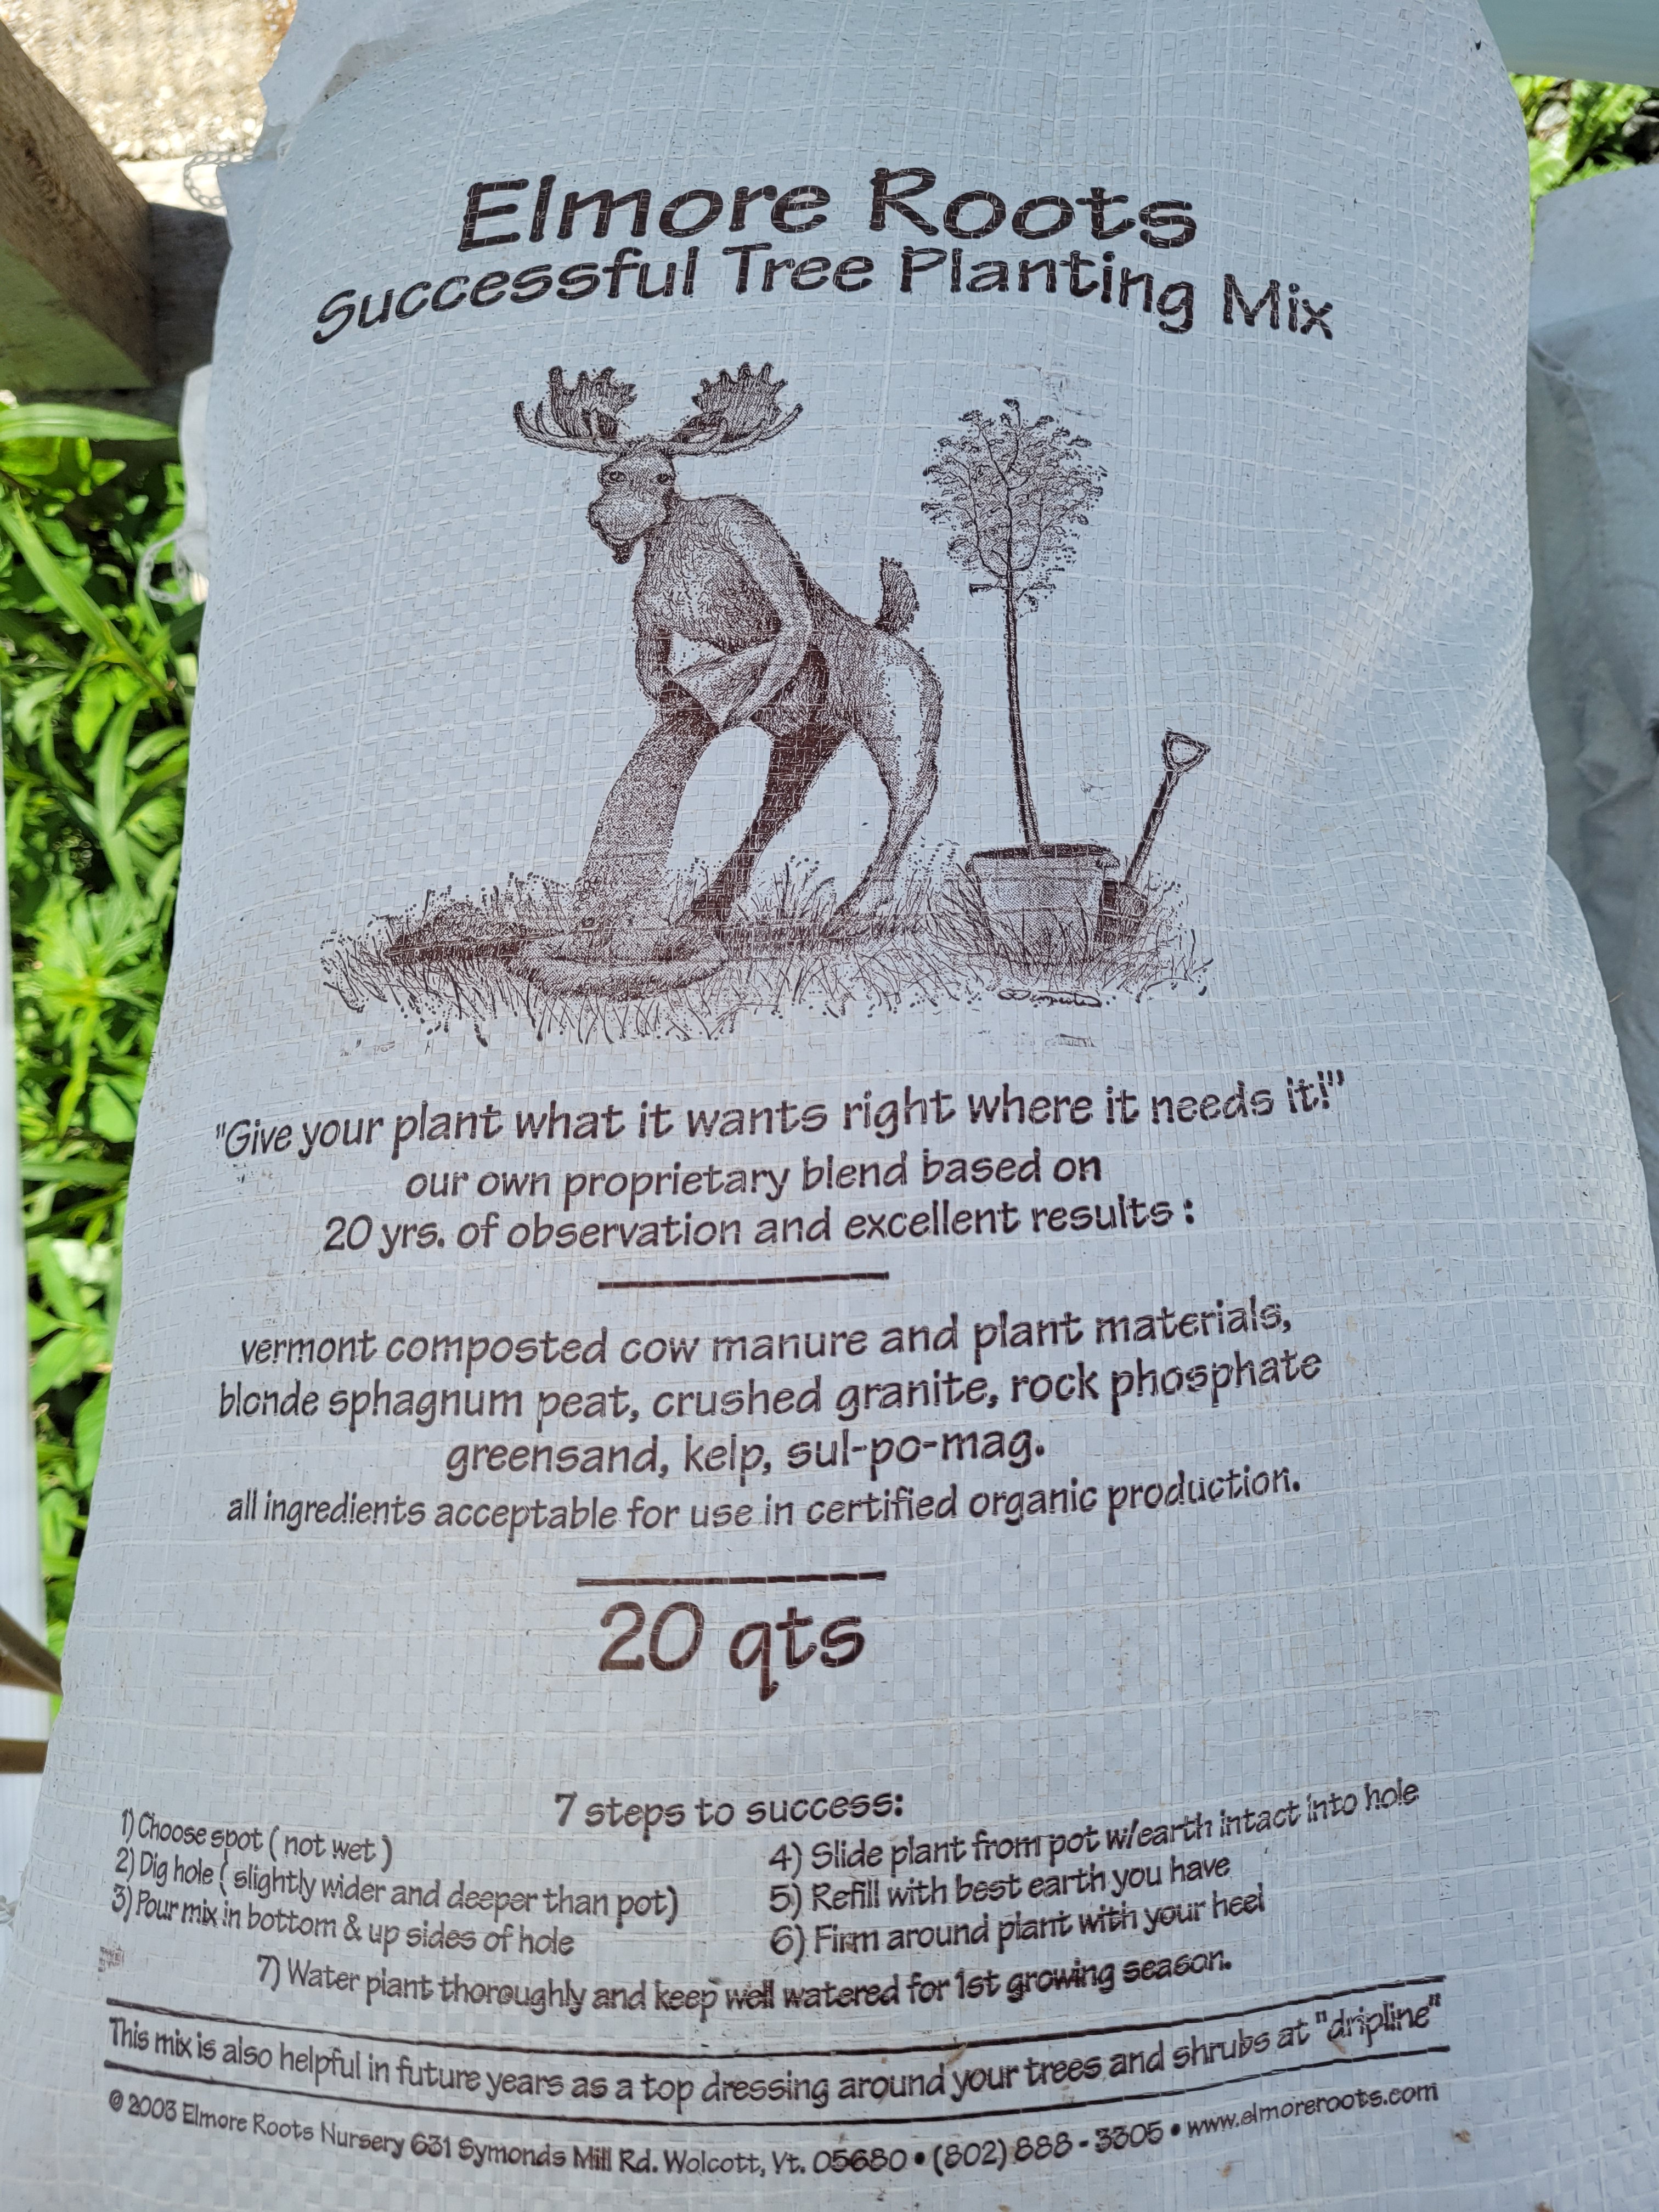 Elmore Roots
Successful Tree Planting Mix
"Give your plant what it wants right where it needs it!"
our own proprietary blend based on
20 yrs. of observation and excellent results :
vermont composted cow manure and plant materials,
blonde sphagnum peat, crushed granite, rock phosphate
greensand, kelp, sul-po-mag.
all ingredients acceptable for use in certified organic production.
20 qts
7 steps to success:
1) Choose spot ( not wet )
2) Dig hole ( slightly wider and deeper than pot)
3) Pour mix in bottom & up sides of hole
4) Slide plant from pot w/earth intact into hole
5) Refill with best earth you have
6) Firm around plant with your heel
7) Water plant thoroughly and keep well watered for 1st growing season.
This mix is also helpful in future years as a top dressing around your trees and shrubs at "dripline"
© 2003 Elmore Roots Nursery 631 Symonds Mill Rd. Wolcott, Vt. 05680 • (802) 888-3305 • www.elmoreroots.com